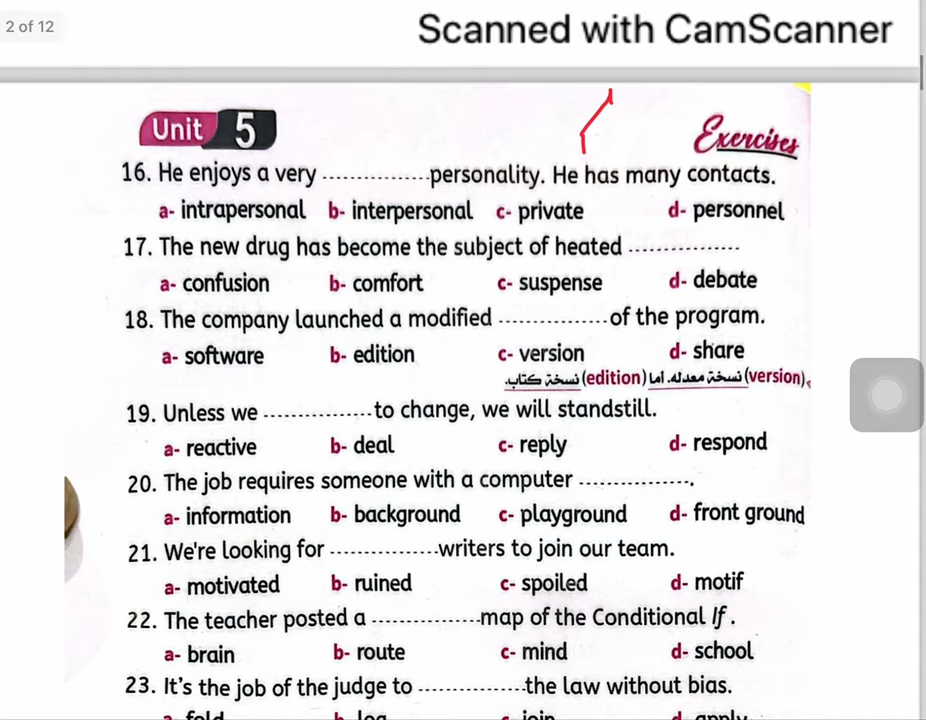 2 of 12
Scanned with CamScanner
Unit 5
Exercises
16. He enjoys a very ..............personality. He has many contacts.
a- intrapersonal b- interpersonal c- private d- personnel
17. The new drug has become the subject of heated ...............
a- confusion b- comfort c- suspense d- debate
18. The company launched a modified ..............of the program.
a- software b- edition c- version d- share
(version) نسخة معدله. أما (edition) نسخة كتاب.
19. Unless we ..............to change, we will standstill.
a- reactive b- deal c- reply d- respond
20. The job requires someone with a computer ...............
a- information b- background c- playground d- front ground
21. We're looking for ..............writers to join our team.
a- motivated b- ruined c- spoiled d- motif
22. The teacher posted a ..............map of the Conditional If .
a- brain b- route c- mind d- school
23. It's the job of the judge to ..............the law without bias.
a- fold b- log c- join d- apply